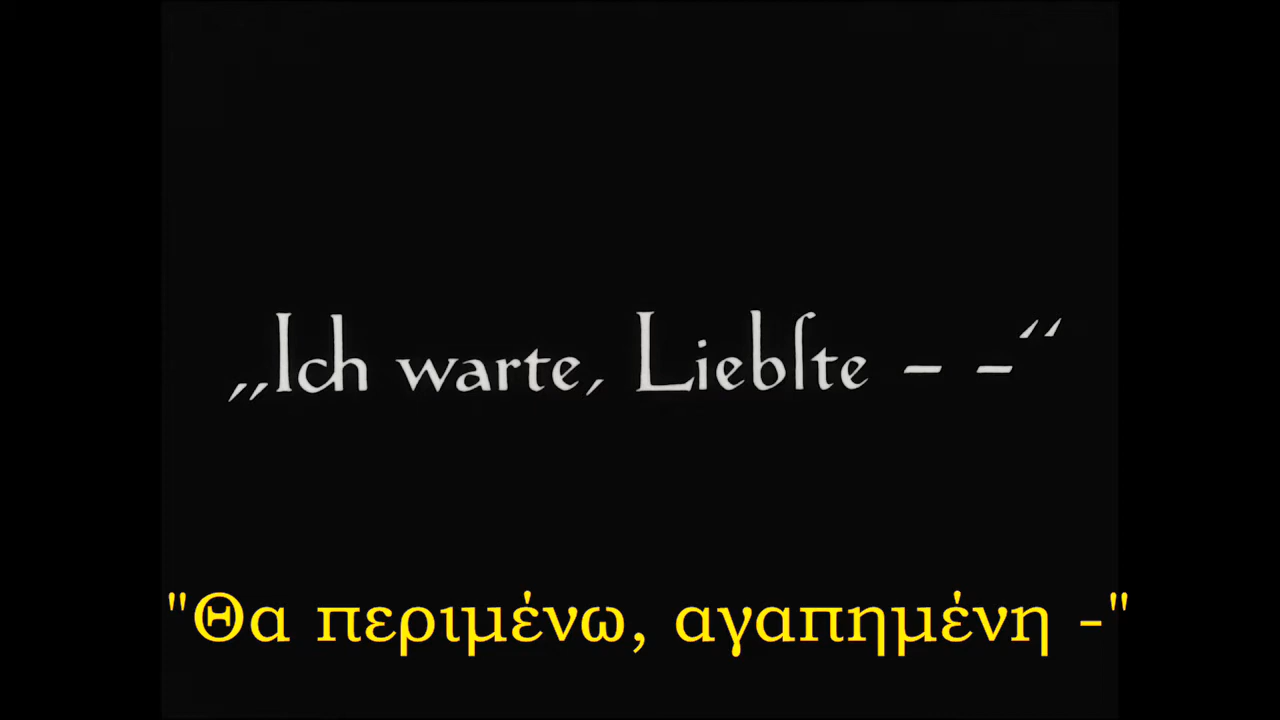 „Ich warte, Liebſte – –“
"Θα περιμένω, αγαπημένη -"